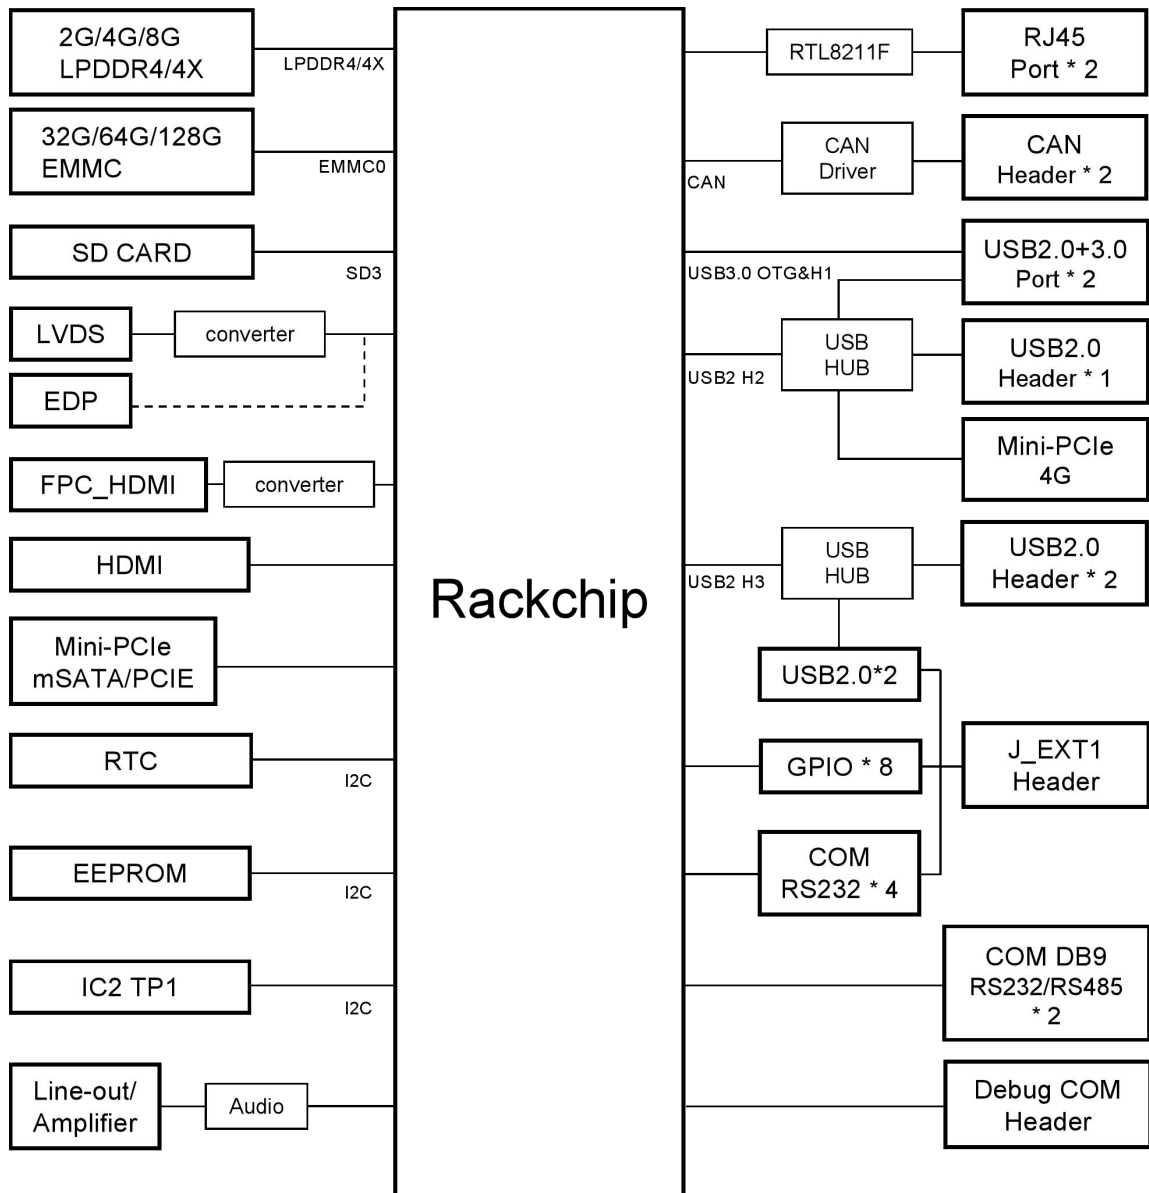 2G/4G/8G
LPDDR4/4X
LPDDR4/4X
32G/64G/128G
EMMC
EMMC0
SD CARD
SD3
LVDS
converter
EDP
FPC_HDMI
converter
HDMI
Mini-PCIe
mSATA/PCIE
RTC
I2C
EEPROM
I2C
IC2 TP1
I2C
Line-out/
Amplifier
Audio
Rackchip
RTL8211F
RJ45
Port * 2
CAN
CAN
Driver
CAN
Header * 2
USB3.0 OTG&H1
USB2.0+3.0
Port * 2
USB2 H2
USB
HUB
USB2.0
Header * 1
Mini-PCIe
4G
USB2 H3
USB
HUB
USB2.0
Header * 2
USB2.0*2
GPIO * 8
J_EXT1
Header
COM
RS232 * 4
COM DB9
RS232/RS485
* 2
Debug COM
Header